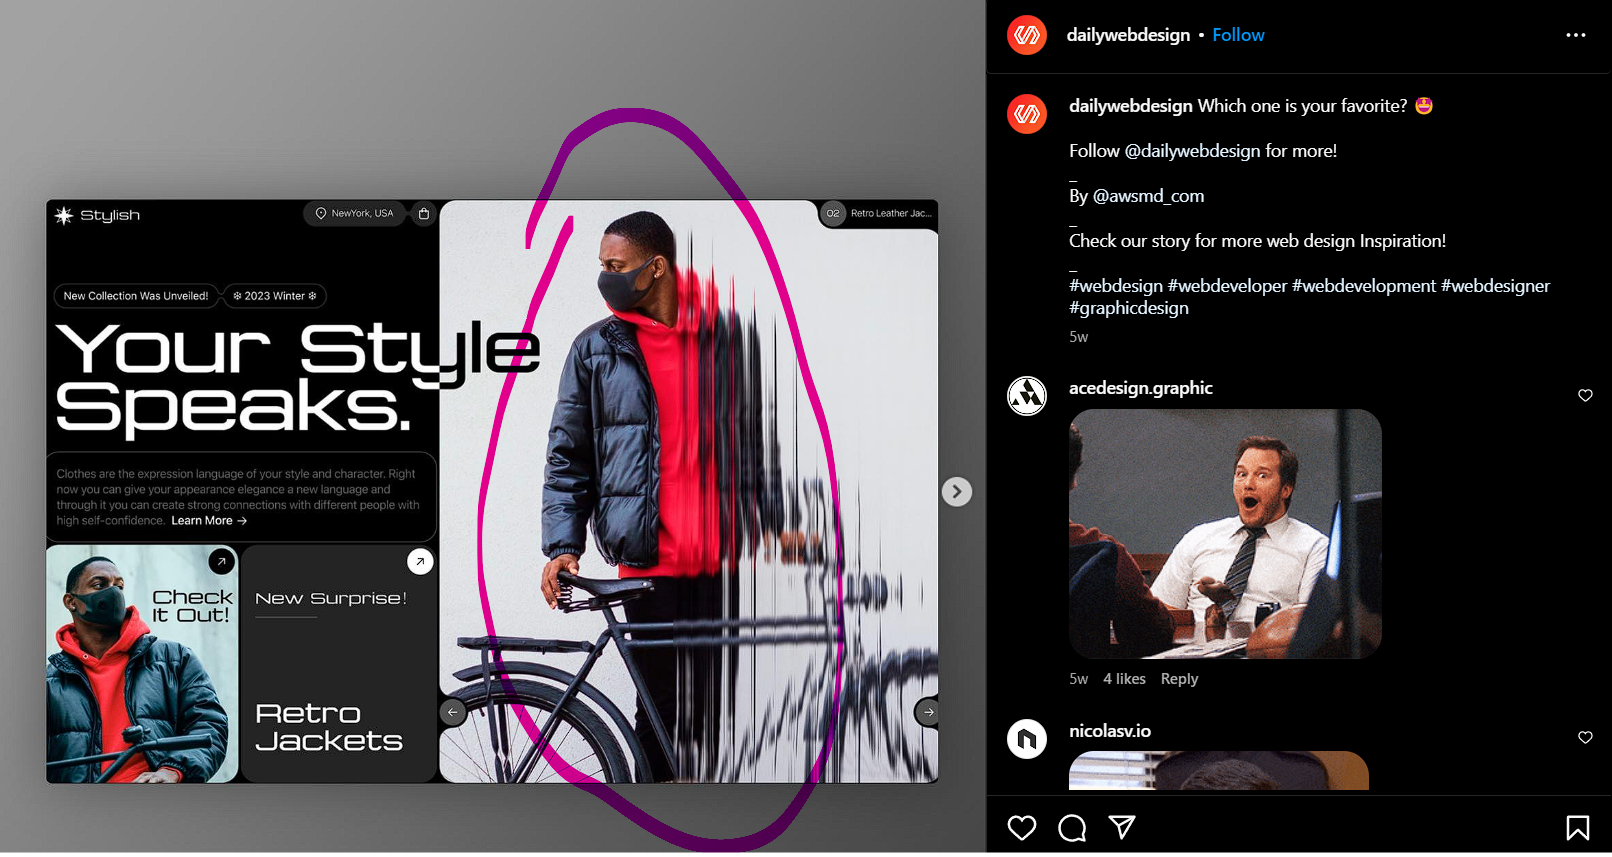 Stylish
NewYork, USA
02 Retro Leather Jac...
New Collection Was Unveiled!
❄ 2023 Winter ❄
Your Style
Speaks.
Clothes are the expression language of your style and character. Right
now you can give your appearance elegance a new language and
through it you can create strong connections with different people with
high self-confidence. Learn More →
Check
It Out!
New Surprise!
Retro
Jackets
dailywebdesign • Follow
dailywebdesign Which one is your favorite? 🤩
Follow @dailywebdesign for more!
_
By @awsmd_com
_
Check our story for more web design Inspiration!
_
#webdesign #webdeveloper #webdevelopment #webdesigner
#graphicdesign
5w
acedesign.graphic
5w 4 likes Reply
nicolasv.io